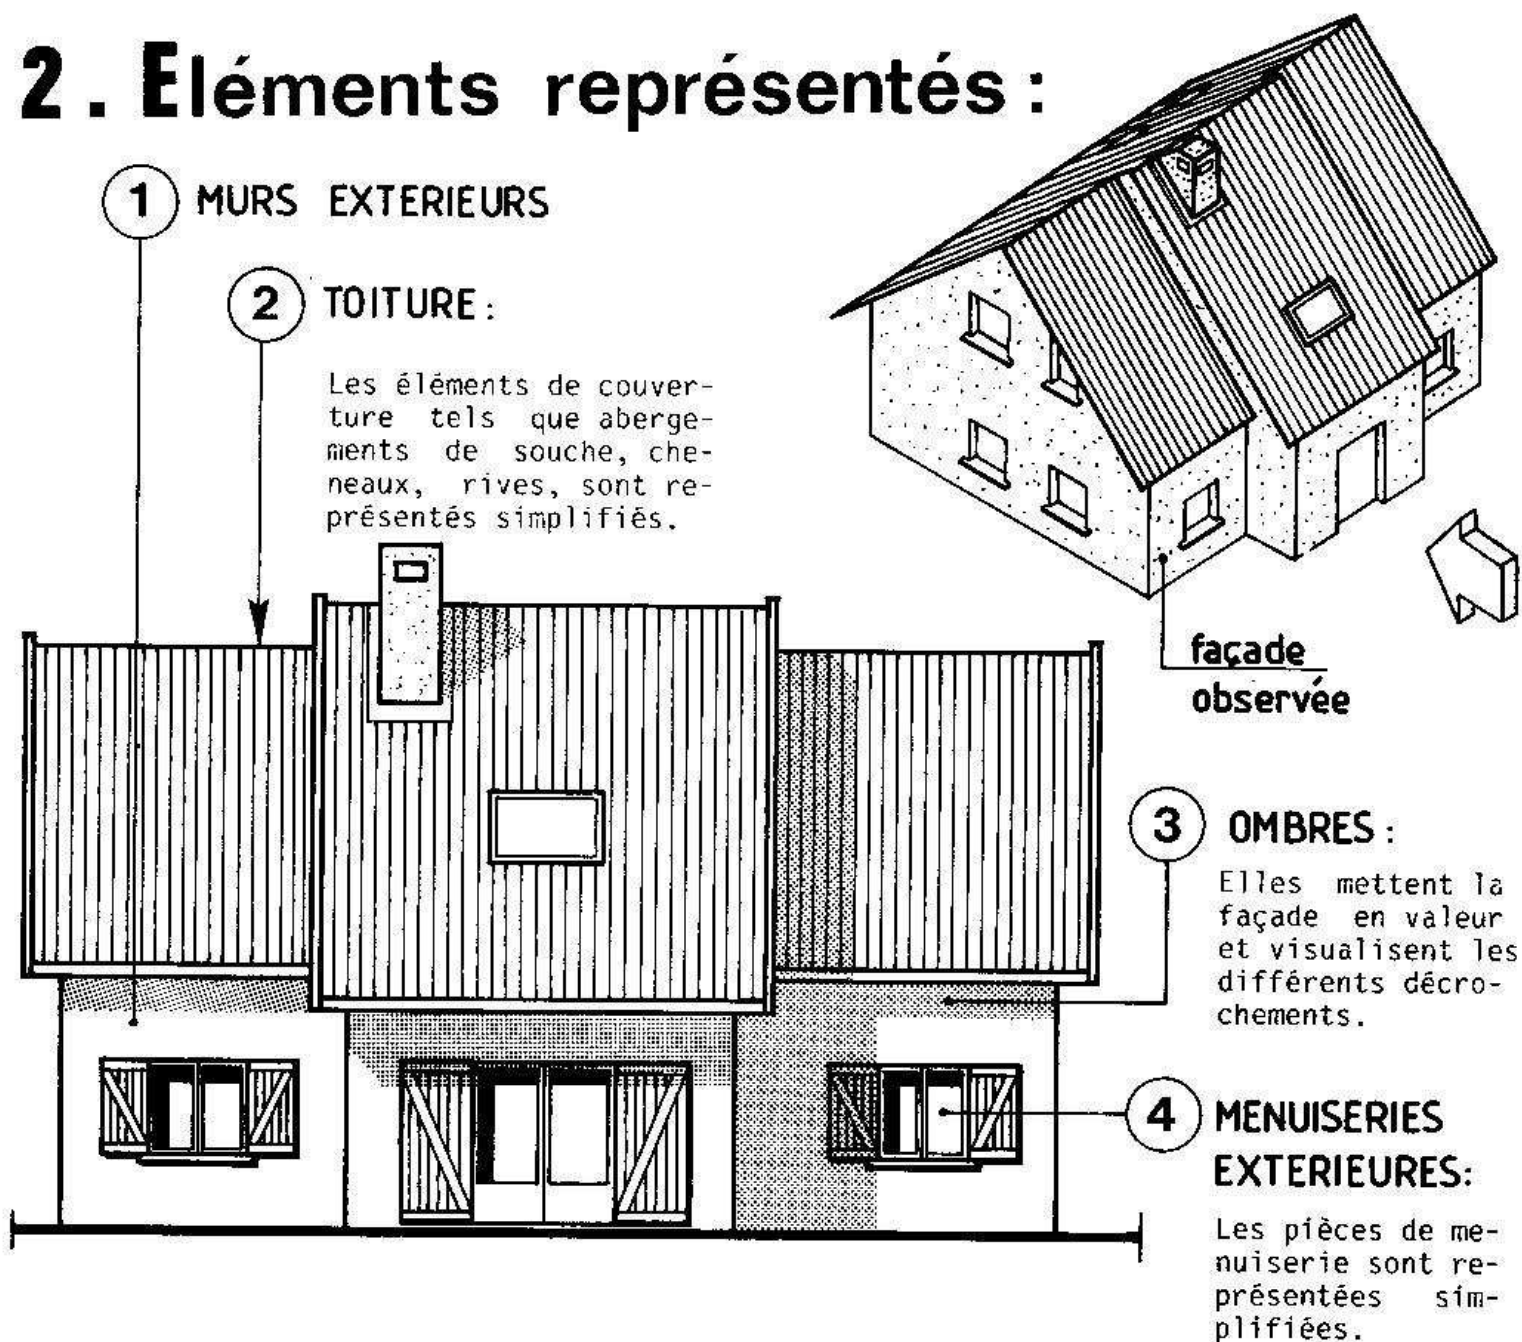 2. Eléments représentés :
1 MURS EXTERIEURS
2 TOITURE :
Les éléments de couver-
ture tels que aberge-
ments de souche, che-
neaux, rives, sont re-
présentés simplifiés.
façade
observée
3 OMBRES :
Elles mettent la
façade en valeur
et visualisent les
différents décro-
chements.
4 MENUISERIES
EXTERIEURES:
Les pièces de me-
nuiserie sont re-
présentées sim-
plifiées.